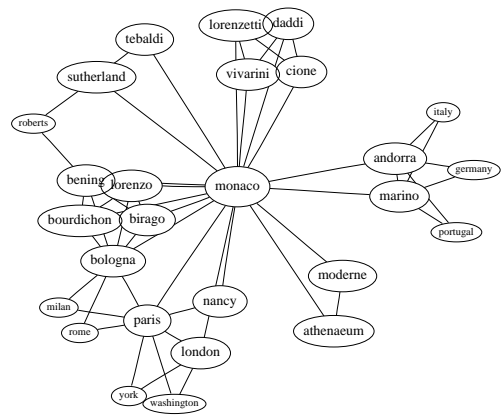 lorenzetti
daddi
tebaldi
vivarini
cione
sutherland
italy
roberts
andorra
germany
bening
lorenzo
monaco
marino
bourdichon
birago
portugal
bologna
moderne
milan
nancy
paris
rome
athenaeum
london
york
washington